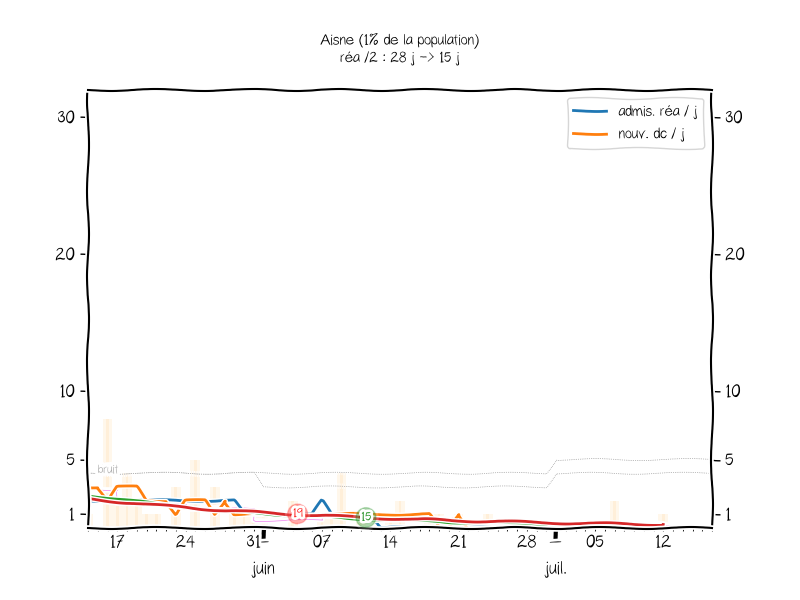 Aisne (1% de la population)
réa /2 : 28 j -> 15 j
admis. réa / j
nouv. dc / j
30
30
20
20
10
10
5
5
bruit
1
1
19
15
17 24 31 07 14 21 28 05 12
juin juil.